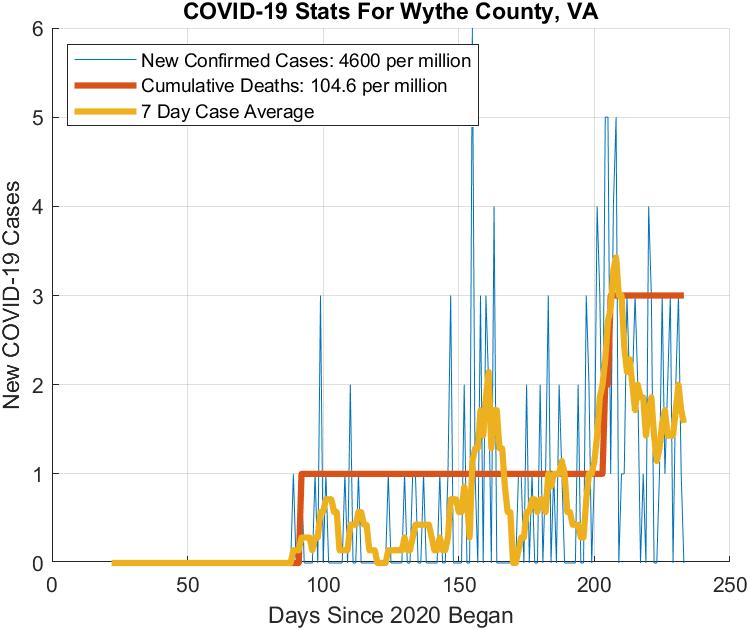 COVID-19 Stats For Wythe County, VA
New Confirmed Cases: 4600 per million
Cumulative Deaths: 104.6 per million
7 Day Case Average
New COVID-19 Cases
6
5
4
3
2
1
0
0 50 100 150 200 250
Days Since 2020 Began